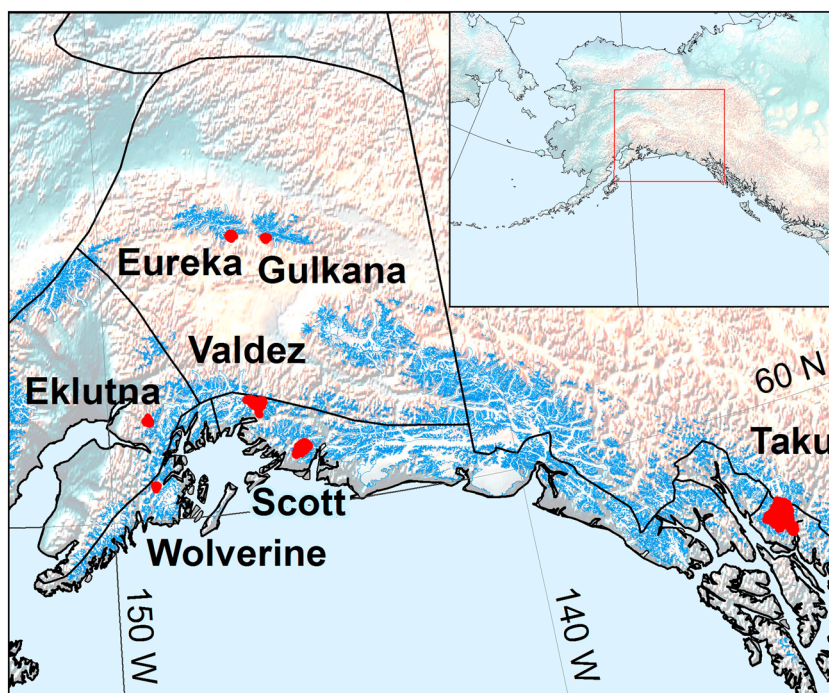 Eureka
Gulkana
Valdez
Eklutna
60 N
Taku
Scott
Wolverine
150 W
140 W